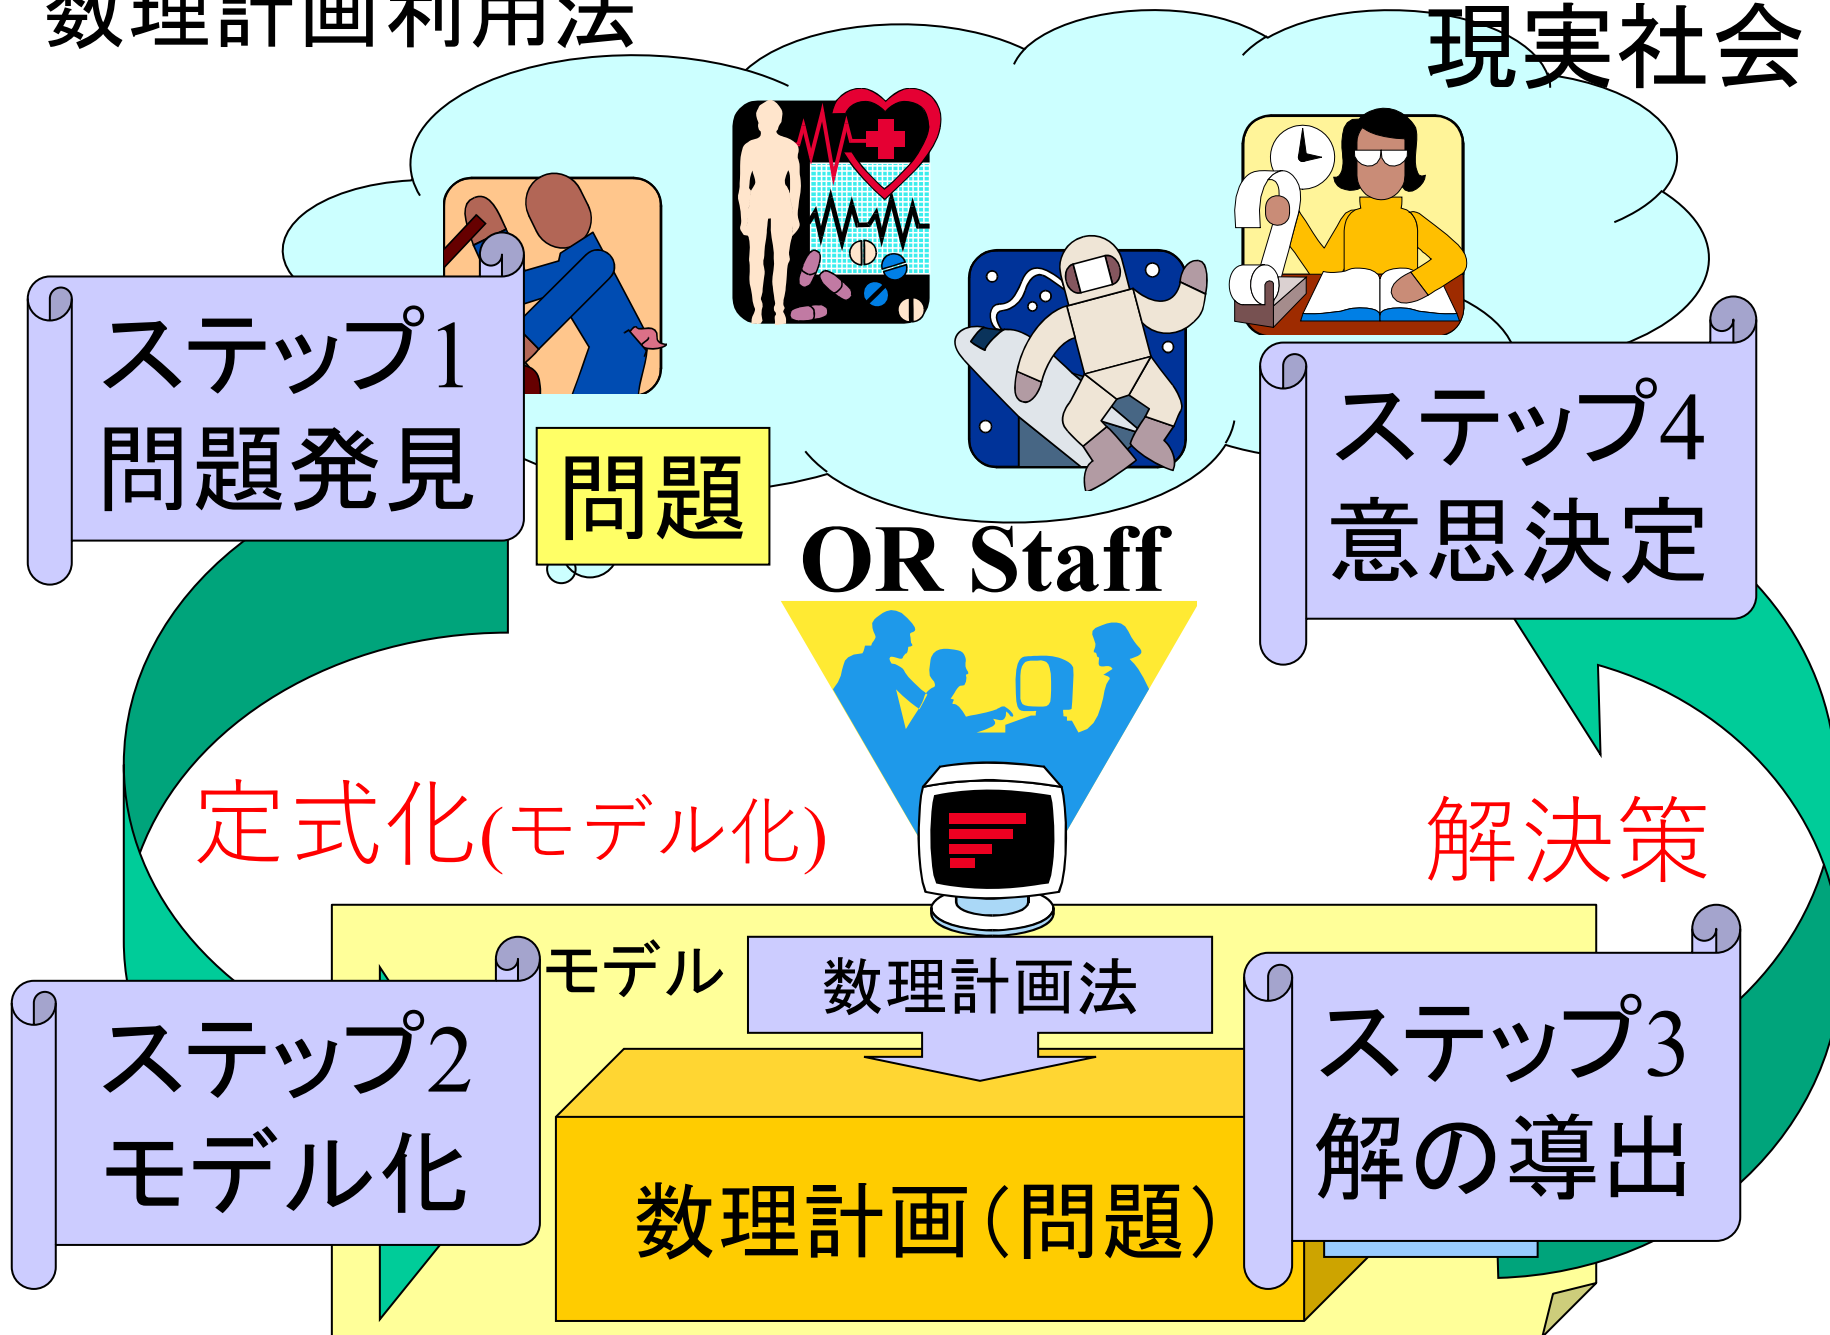 数理計画利用法
現実社会
ステップ1
問題発見
問題
ステップ4
意思決定
OR Staff
定式化(モデル化)
解決策
モデル
数理計画法
ステップ2
モデル化
ステップ3
解の導出
数理計画(問題)